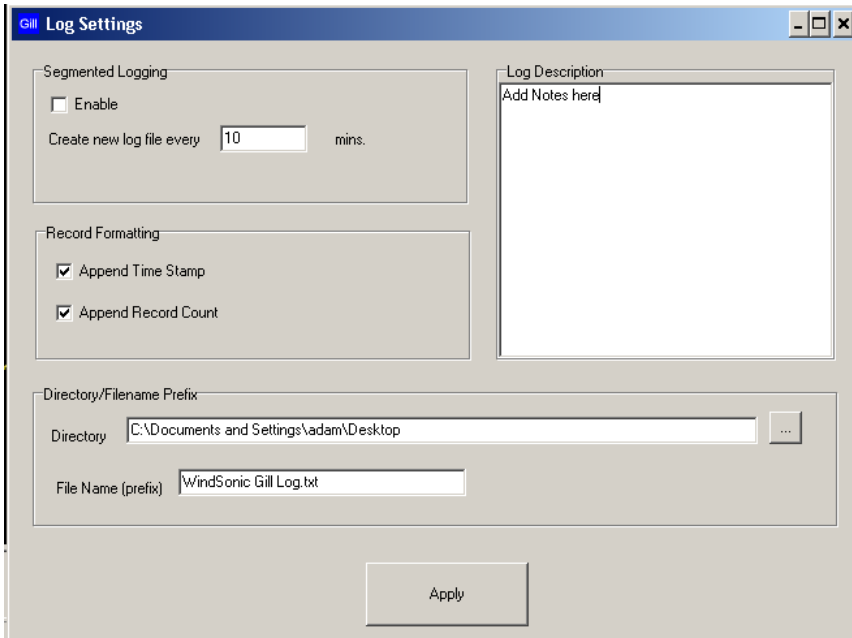 Gill Log Settings
Segmented Logging
Enable
Create new log file every 10 mins.
Record Formatting
Append Time Stamp
Append Record Count
Log Description
Add Notes here
Directory/Filename Prefix
Directory C:\Documents and Settings\adam\Desktop ...
File Name (prefix) WindSonic Gill Log.txt
Apply